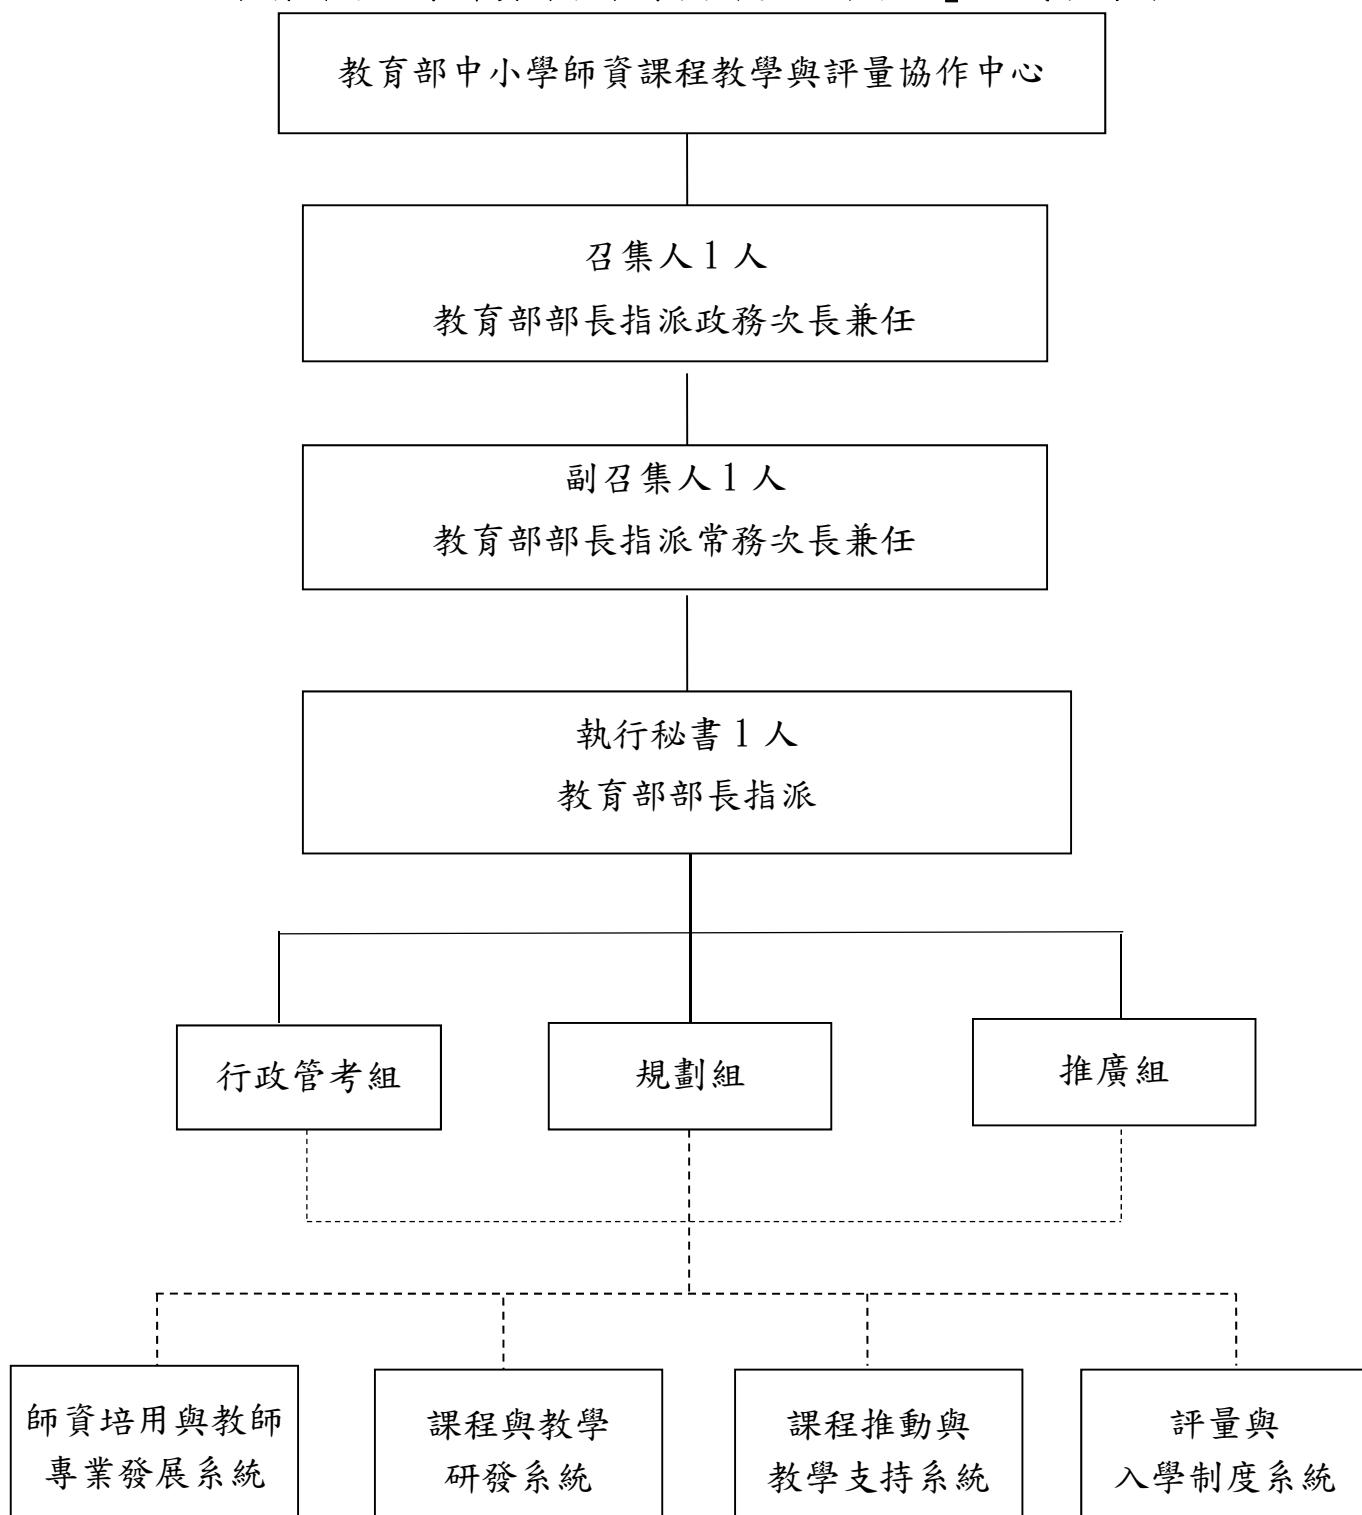 教育部中小學師資課程教學與評量協作中心
召集人1人
教育部部長指派政務次長兼任
副召集人1人
教育部部長指派常務次長兼任
執行秘書1人
教育部部長指派
行政管考組
規劃組
推廣組
師資培用與教師
專業發展系統
課程與教學
研發系統
課程推動與
教學支持系統
評量與
入學制度系統